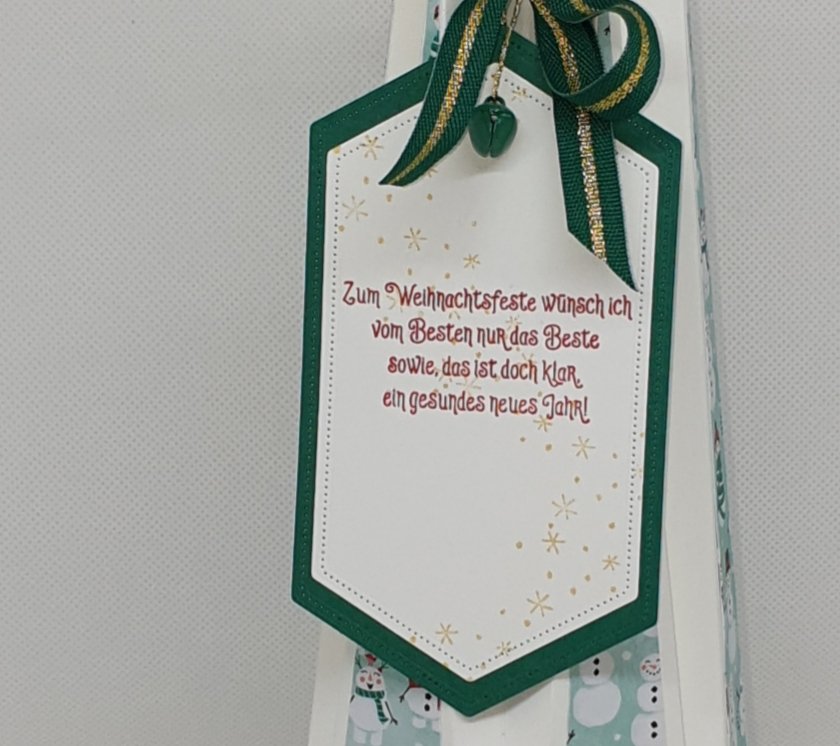 Zum Weihnachtsfeste wünsch ich
vom Besten nur das Beste
sowie, das ist doch klar,
ein gesundes neues Jahr!